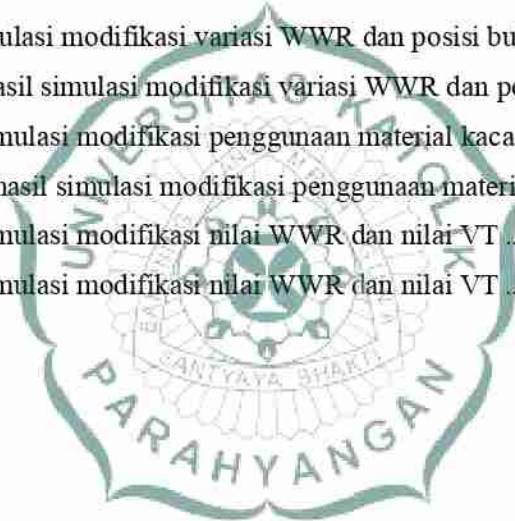 ulasi modifikasi variasi WWR dan posisi bu
asil simulasi modifikasi variasi WWR dan po
mulasi modifikasi penggunaan material kaca
hasil simulasi modifikasi penggunaan materi
mulasi modifikasi nilai WWR dan nilai VT ..
mulasi modifikasi nilai WWR dan nilai VT ..
UNIVERSITAS KATOLIK
PARAHYANGAN
SANTYAYA BHAKTI